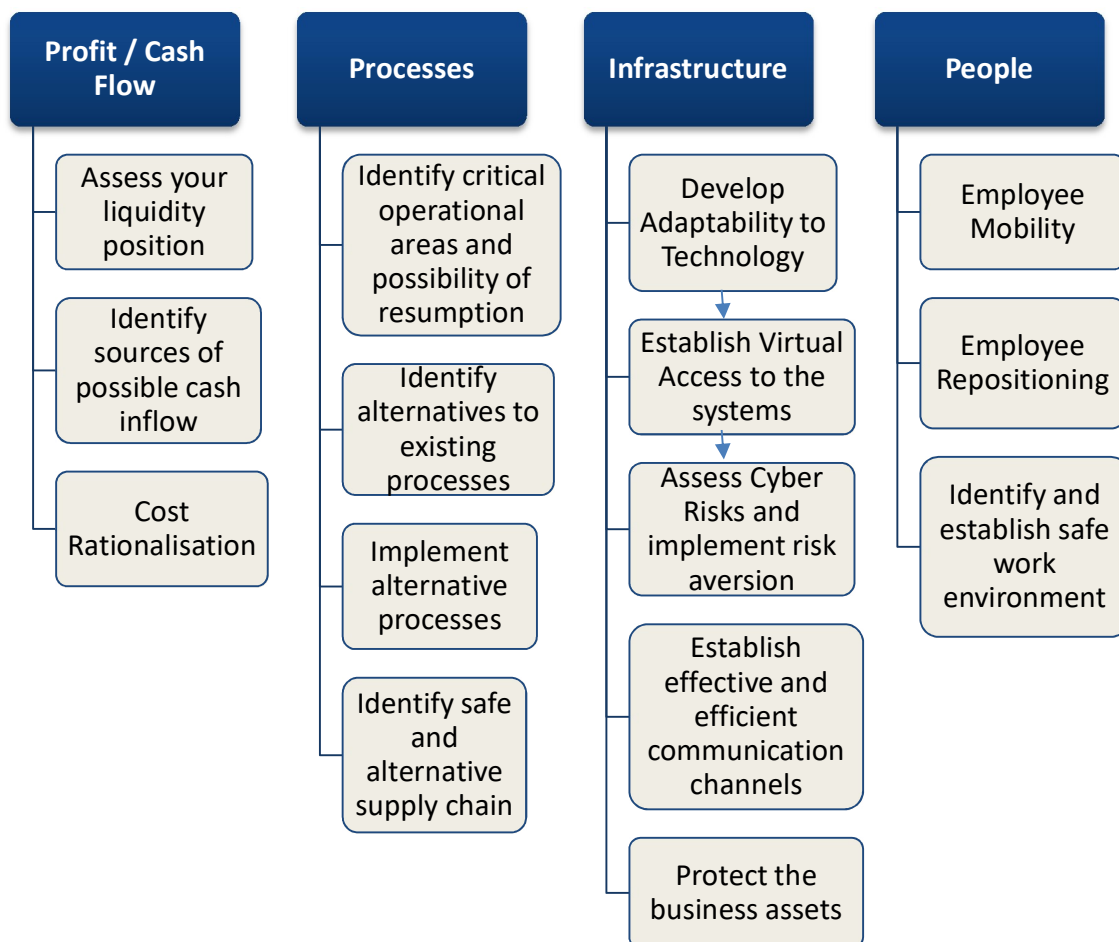 Profit / Cash
Flow
Assess your
liquidity
position
Identify
sources of
possible cash
inflow
Cost
Rationalisation
Processes
Identify critical
operational
areas and
possibility of
resumption
Identify
alternatives to
existing
processes
Implement
alternative
processes
Identify safe
and
alternative
supply chain
Infrastructure
Develop
Adaptability to
Technology
Establish Virtual
Access to the
systems
Assess Cyber
Risks and
implement risk
aversion
Establish
effective and
efficient
communication
channels
Protect the
business assets
People
Employee
Mobility
Employee
Repositioning
Identify and
establish safe
work
environment